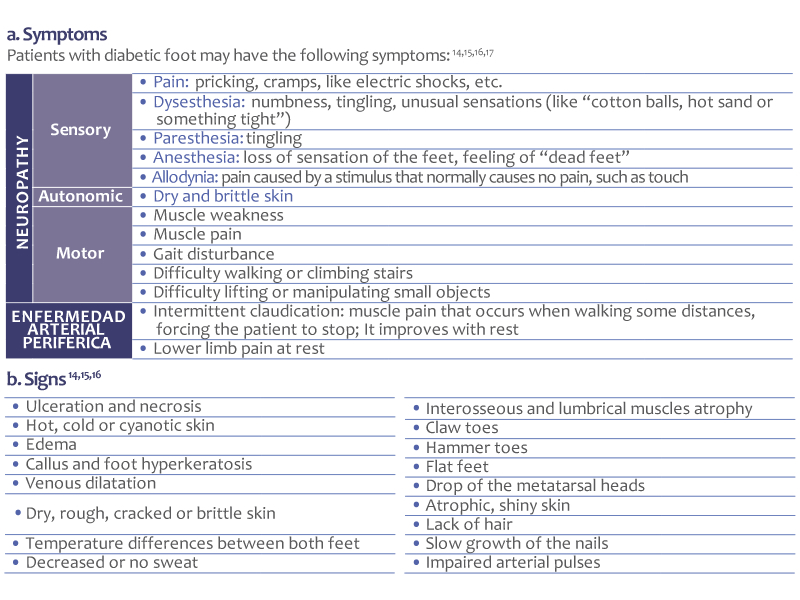 a. Symptoms
Patients with diabetic foot may have the following symptoms: 14,15,16,17
NEUROPATHY
Sensory
• Pain: pricking, cramps, like electric shocks, etc.
• Dysesthesia: numbness, tingling, unusual sensations (like “cotton balls, hot sand or
something tight”)
• Paresthesia: tingling
• Anesthesia: loss of sensation of the feet, feeling of “dead feet”
• Allodynia: pain caused by a stimulus that normally causes no pain, such as touch
Autonomic
• Dry and brittle skin
Motor
• Muscle weakness
• Muscle pain
• Gait disturbance
• Difficulty walking or climbing stairs
• Difficulty lifting or manipulating small objects
ENFERMEDAD
ARTERIAL
PERIFERICA
• Intermittent claudication: muscle pain that occurs when walking some distances,
forcing the patient to stop; It improves with rest
• Lower limb pain at rest
b. Signs 14,15,16
• Ulceration and necrosis
• Hot, cold or cyanotic skin
• Edema
• Callus and foot hyperkeratosis
• Venous dilatation
• Dry, rough, cracked or brittle skin
• Temperature differences between both feet
• Decreased or no sweat
• Interosseous and lumbrical muscles atrophy
• Claw toes
• Hammer toes
• Flat feet
• Drop of the metatarsal heads
• Atrophic, shiny skin
• Lack of hair
• Slow growth of the nails
• Impaired arterial pulses